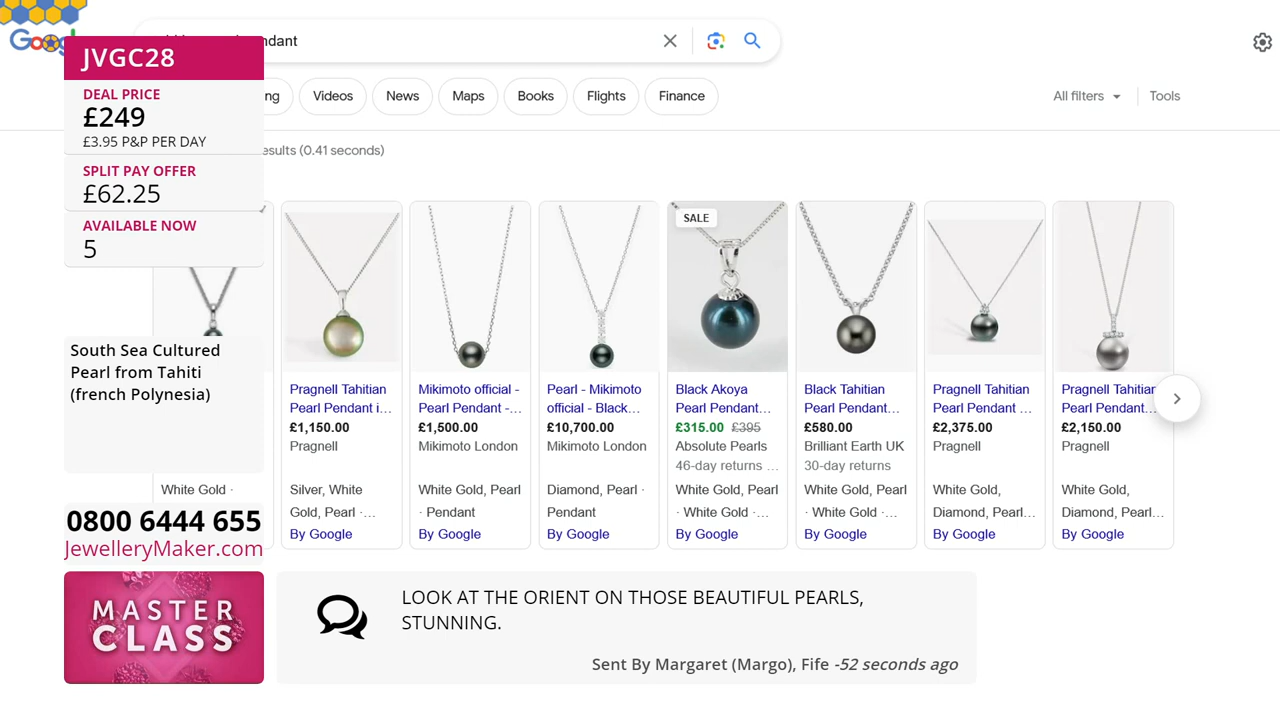 Goo
ndant
JVGC28
DEAL PRICE
£249
£3.95 P&P PER DAY
SPLIT PAY OFFER
£62.25
AVAILABLE NOW
5
ng
Videos
News
Maps
Books
Flights
Finance
All filters
Tools
esults (0.41 seconds)
SALE
South Sea Cultured
Pearl from Tahiti
(french Polynesia)
White Gold ·
Pragnell Tahitian
Pearl Pendant i...
£1,150.00
Pragnell
Silver, White
Gold, Pearl ·...
By Google
Mikimoto official -
Pearl Pendant -...
£1,500.00
Mikimoto London
White Gold, Pearl
· Pendant
By Google
Pearl - Mikimoto
official - Black...
£10,700.00
Mikimoto London
Diamond, Pearl ·
Pendant
By Google
Black Akoya
Pearl Pendant...
£315.00 £395
Absolute Pearls
46-day returns ...
White Gold, Pearl
· White Gold ·...
By Google
Black Tahitian
Pearl Pendant...
£580.00
Brilliant Earth UK
30-day returns
White Gold, Pearl
· White Gold ·...
By Google
Pragnell Tahitian
Pearl Pendant ...
£2,375.00
Pragnell
White Gold,
Diamond, Pearl...
By Google
Pragnell Tahitian
Pearl Pendant...
£2,150.00
Pragnell
White Gold,
Diamond, Pearl...
By Google
0800 6444 655
JewelleryMaker.com
MASTER
CLASS
LOOK AT THE ORIENT ON THOSE BEAUTIFUL PEARLS,
STUNNING.
Sent By Margaret (Margo), Fife -52 seconds ago